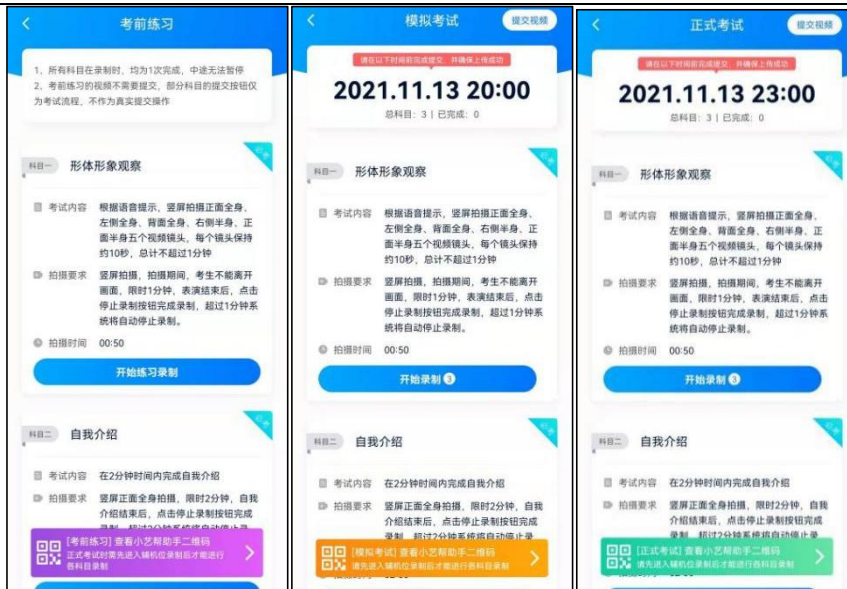 考前练习
1、所有科目在录制时，均为1次完成，中途无法暂停
2、考前练习的视频不需要提交，部分科目的提交按钮仅
为考试流程，不作为真实提交操作
必考
科目一 形体形象观察
考试内容 根据语音提示，竖屏拍摄正面全身、
左侧全身、背面全身、右侧半身、正
面半身五个视频镜头，每个镜头保持
约10秒，总计不超过1分钟
拍摄要求 竖屏拍摄，拍摄期间，考生不能离开
画面，限时1分钟，表演结束后，点击
停止录制按钮完成录制，超过1分钟系
统将自动停止录制。
拍摄时间 00:50
开始练习录制
必考
科目二 自我介绍
考试内容 在2分钟时间内完成自我介绍
拍摄要求 竖屏正面全身拍摄，限时2分钟，自我
介绍结束后，点击停止录制按钮完成
[考前练习] 查看小艺帮助手二维码
正式考试时需先进入辅机位录制后才能进行
各科目录制
模拟考试
提交视频
请在以下时间前完成提交，并确保上传成功
2021.11.13 20:00
总科目：3 | 已完成：0
必考
科目一 形体形象观察
考试内容 根据语音提示，竖屏拍摄正面全身、
左侧全身、背面全身、右侧半身、正
面半身五个视频镜头，每个镜头保持
约10秒，总计不超过1分钟
拍摄要求 竖屏拍摄，拍摄期间，考生不能离开
画面，限时1分钟，表演结束后，点击
停止录制按钮完成录制，超过1分钟系
统将自动停止录制。
拍摄时间 00:50
开始录制 3
必考
科目二 自我介绍
考试内容 在2分钟时间内完成自我介绍
拍摄要求 竖屏正面全身拍摄，限时2分钟，自我
介绍结束后，点击停止录制按钮完成
[模拟考试] 查看小艺帮助手二维码
请先进入辅机位录制后才能进行各科目录制
正式考试
提交视频
请在以下时间前完成提交，并确保上传成功
2021.11.13 23:00
总科目：3 | 已完成：0
必考
科目一 形体形象观察
考试内容 根据语音提示，竖屏拍摄正面全身、
左侧全身、背面全身、右侧半身、正
面半身五个视频镜头，每个镜头保持
约10秒，总计不超过1分钟
拍摄要求 竖屏拍摄，拍摄期间，考生不能离开
画面，限时1分钟，表演结束后，点击
停止录制按钮完成录制，超过1分钟系
统将自动停止录制。
拍摄时间 00:50
开始录制 3
必考
科目二 自我介绍
考试内容 在2分钟时间内完成自我介绍
拍摄要求 竖屏正面全身拍摄，限时2分钟，自我
介绍结束后，点击停止录制按钮完成
[正式考试] 查看小艺帮助手二维码
请先进入辅机位录制后才能进行各科目录制